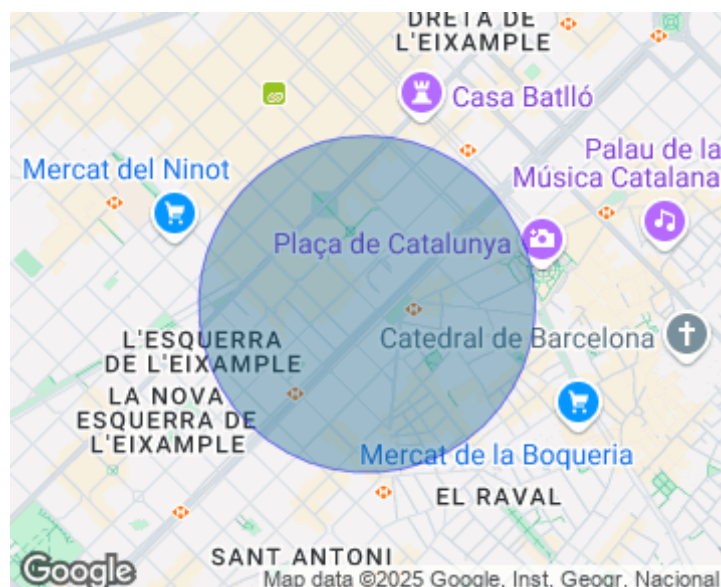 DRETA DE
L'EIXAMPLE
Casa Batlló
Mercat del Ninot
Palau de la
Música Catalana
Plaça de Catalunya
L'ESQUERRA
DE L'EIXAMPLE
Catedral de Barcelona
LA NOVA
ESQUERRA DE
L'EIXAMPLE
Mercat de la Boqueria
EL RAVAL
SANT ANTONI
Google
Map data ©2025 Google, Inst. Geogr. Nacional